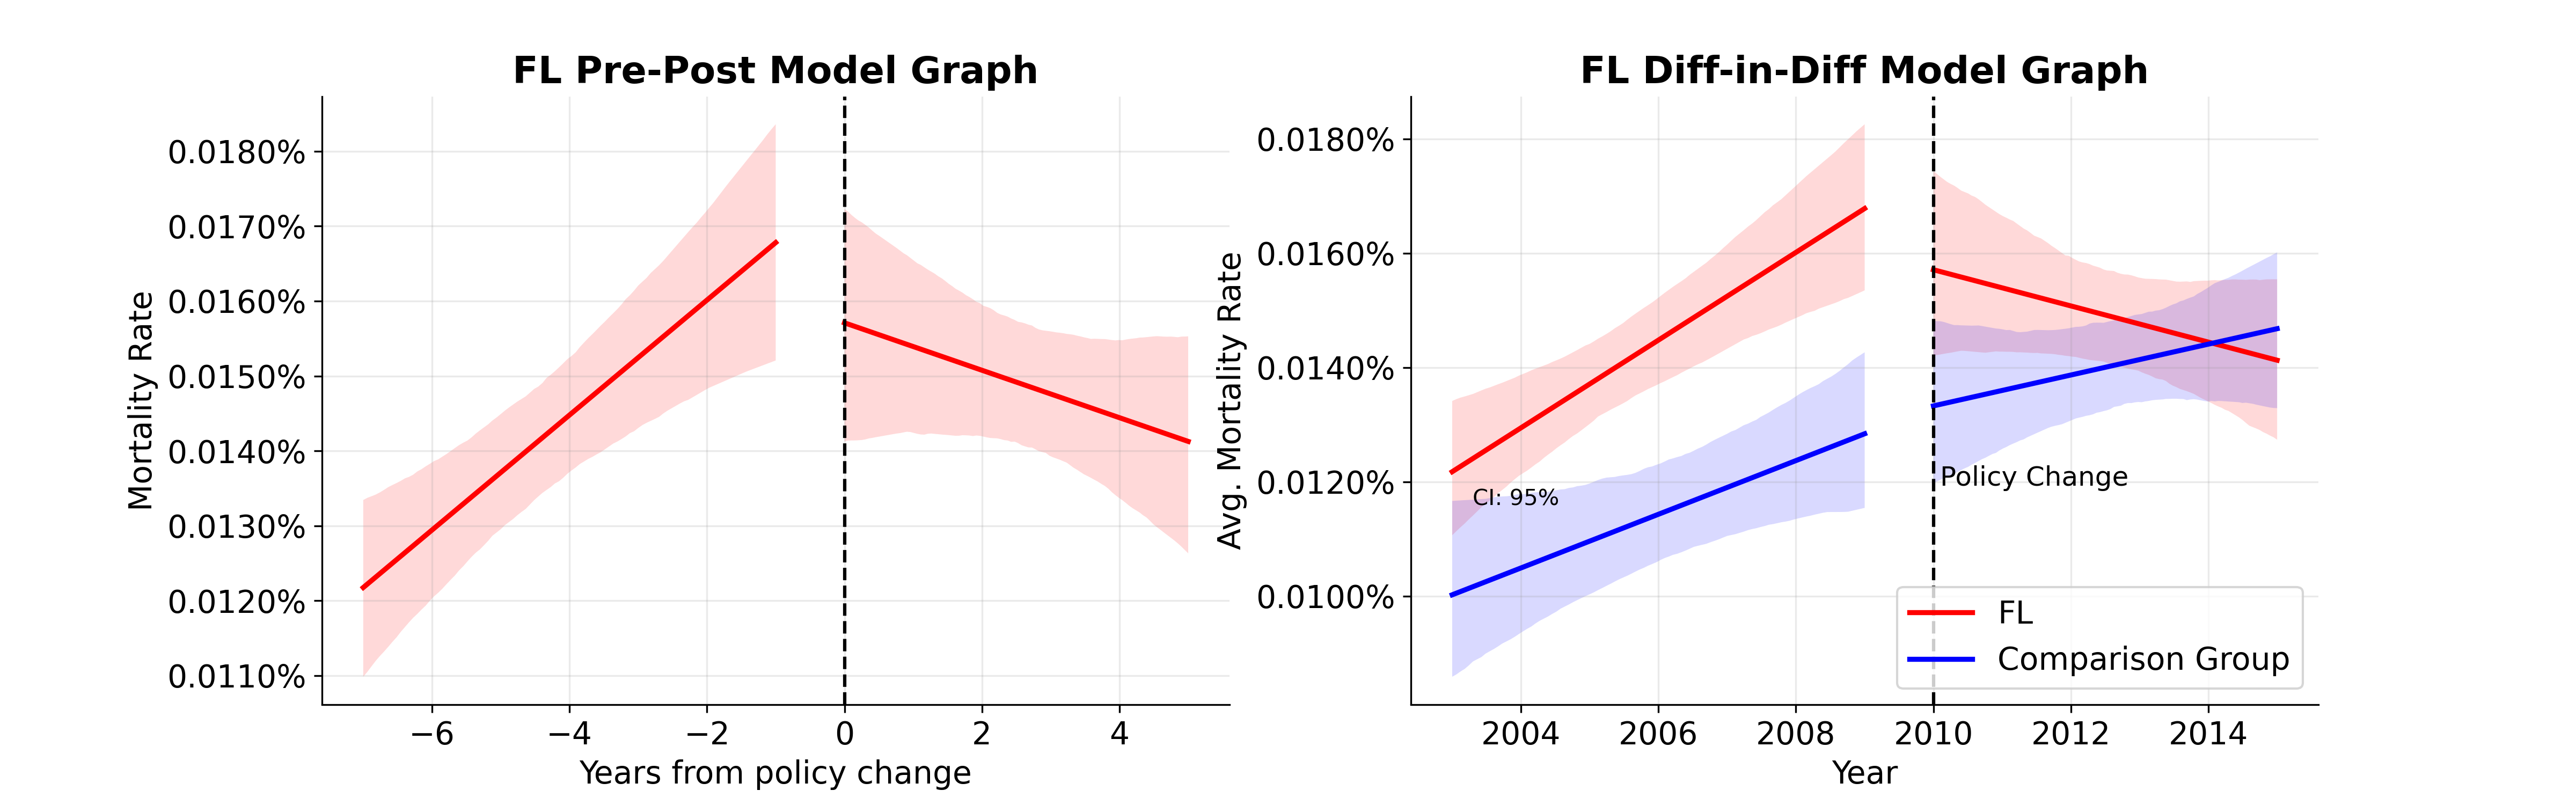 FL Pre-Post Model Graph
Mortality Rate
0.0180%
0.0170%
0.0160%
0.0150%
0.0140%
0.0130%
0.0120%
0.0110%
−6 −4 −2 0 2 4
Years from policy change
FL Diff-in-Diff Model Graph
Avg. Mortality Rate
0.0180%
0.0160%
0.0140%
0.0120%
0.0100%
CI: 95%
Policy Change
FL
Comparison Group
2004 2006 2008 2010 2012 2014
Year